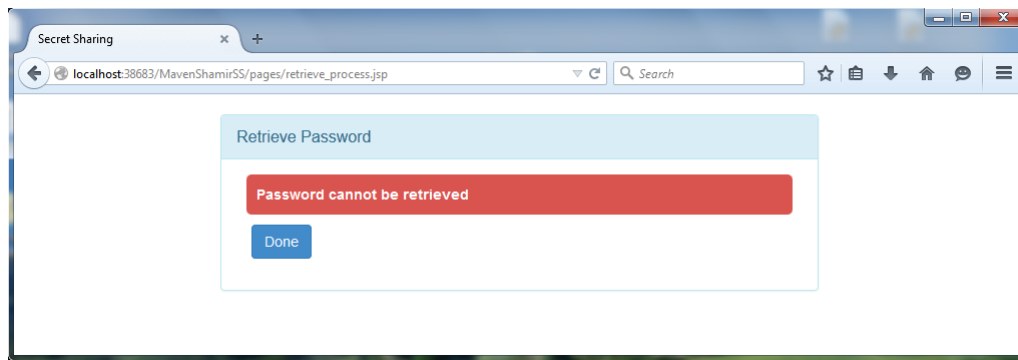 Secret Sharing
localhost:38683/MavenShamirSS/pages/retrieve_process.jsp
Search
Retrieve Password
Password cannot be retrieved
Done